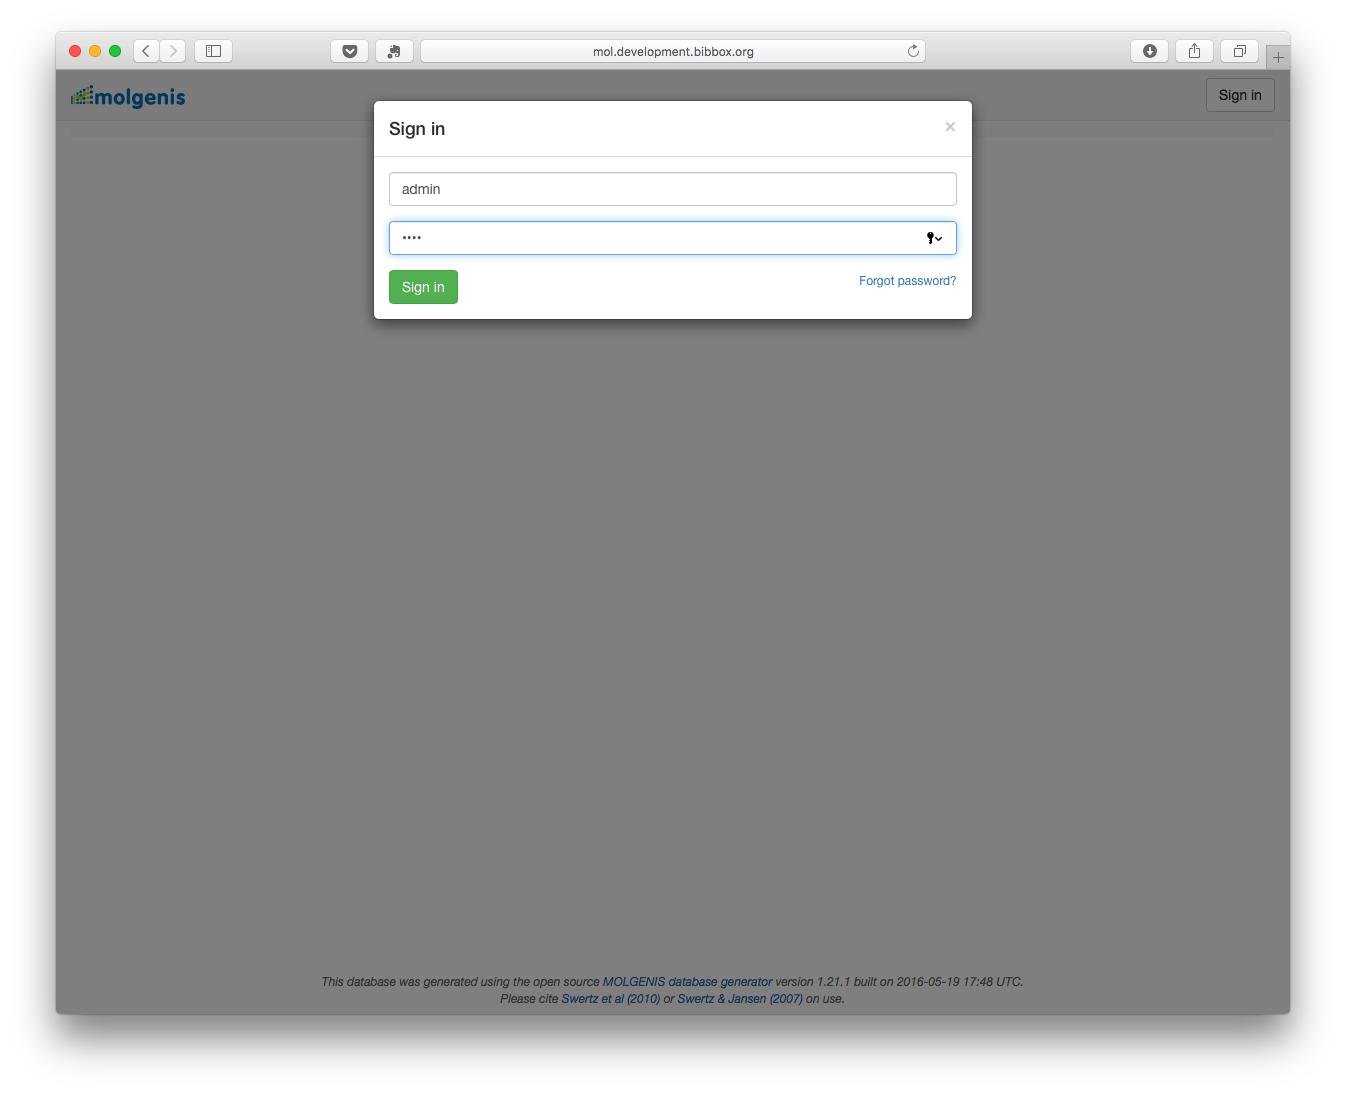 mol.development.bibbox.org
molgenis
Sign in
Sign in
×
admin
••••
Sign in
Forgot password?
This database was generated using the open source MOLGENIS database generator version 1.21.1 built on 2016-05-19 17:48 UTC.
Please cite Swertz et al (2010) or Swertz & Jansen (2007) on use.